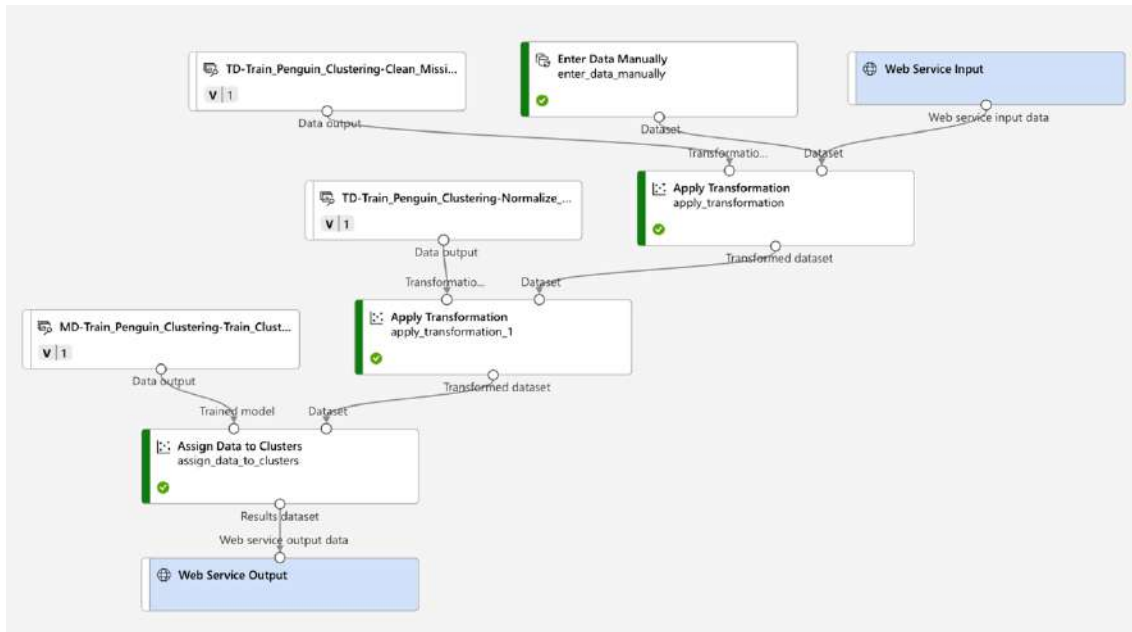 TD-Train_Penguin_Clustering-Clean_Missi...
V 1
Data output
Enter Data Manually
enter_data_manually
Dataset
Web Service Input
Web service input data
Transformatio...
Dataset
Apply Transformation
apply_transformation
Transformed dataset
TD-Train_Penguin_Clustering-Normalize_...
V 1
Data output
Transformatio...
Dataset
Apply Transformation
apply_transformation_1
Transformed dataset
MD-Train_Penguin_Clustering-Train_Clust...
V 1
Data output
Trained model
Dataset
Assign Data to Clusters
assign_data_to_clusters
Results dataset
Web service output data
Web Service Output